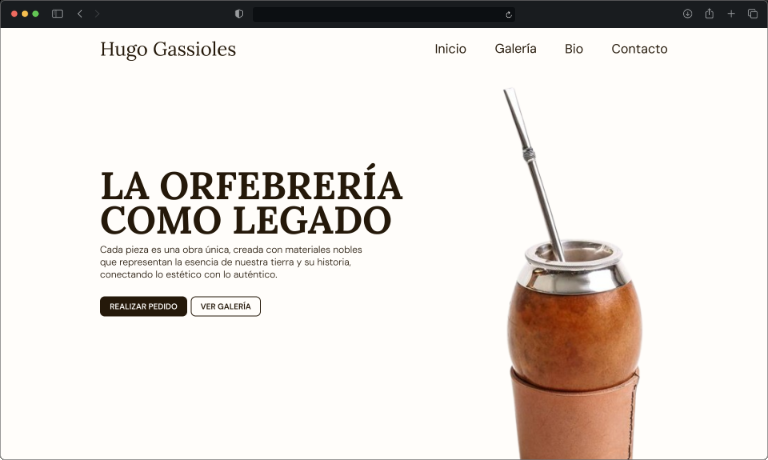 Hugo Gassioles
Inicio Galería Bio Contacto
LA ORFEBRERÍA
COMO LEGADO
Cada pieza es una obra única, creada con materiales nobles
que representan la esencia de nuestra tierra y su historia,
conectando lo estético con lo auténtico.
REALIZAR PEDIDO VER GALERÍA